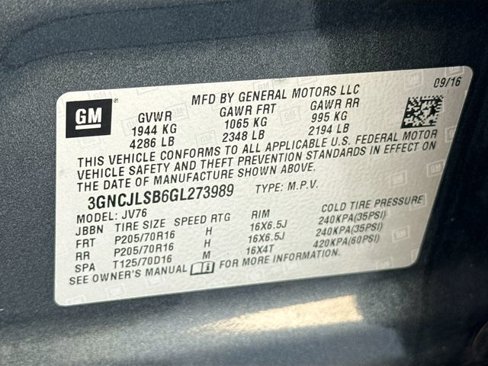 GM
MFD BY GENERAL MOTORS LLC 09/16
GVWR GAWR FRT GAWR RR
1944 KG 1065 KG 995 KG
4286 LB 2348 LB 2194 LB
THIS VEHICLE CONFORMS TO ALL APPLICABLE U.S. FEDERAL MOTOR
VEHICLE SAFETY AND THEFT PREVENTION STANDARDS IN EFFECT ON
THE DATE OF MANUFACTURE SHOWN ABOVE.
3GNCJLSB6GL273989 TYPE: M.P.V.
MODEL: JV76
JBBN TIRE SIZE SPEED RTG RIM COLD TIRE PRESSURE
FRT P205/70R16 H 16X6.5J 240KPA(35PSI)
RR P205/70R16 H 16X6.5J 240KPA(35PSI)
SPA T125/70D16 M 16X4T 420KPA(60PSI)
SEE OWNER'S MANUAL FOR MORE INFORMATION